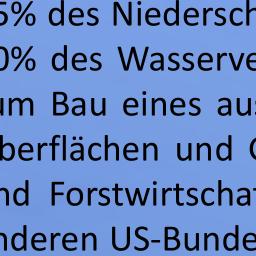 5% des Niedersch
0% des Wasserve
um Bau eines aus
berflächen und
nd Forstwirtschaf
nderen US-Bunde